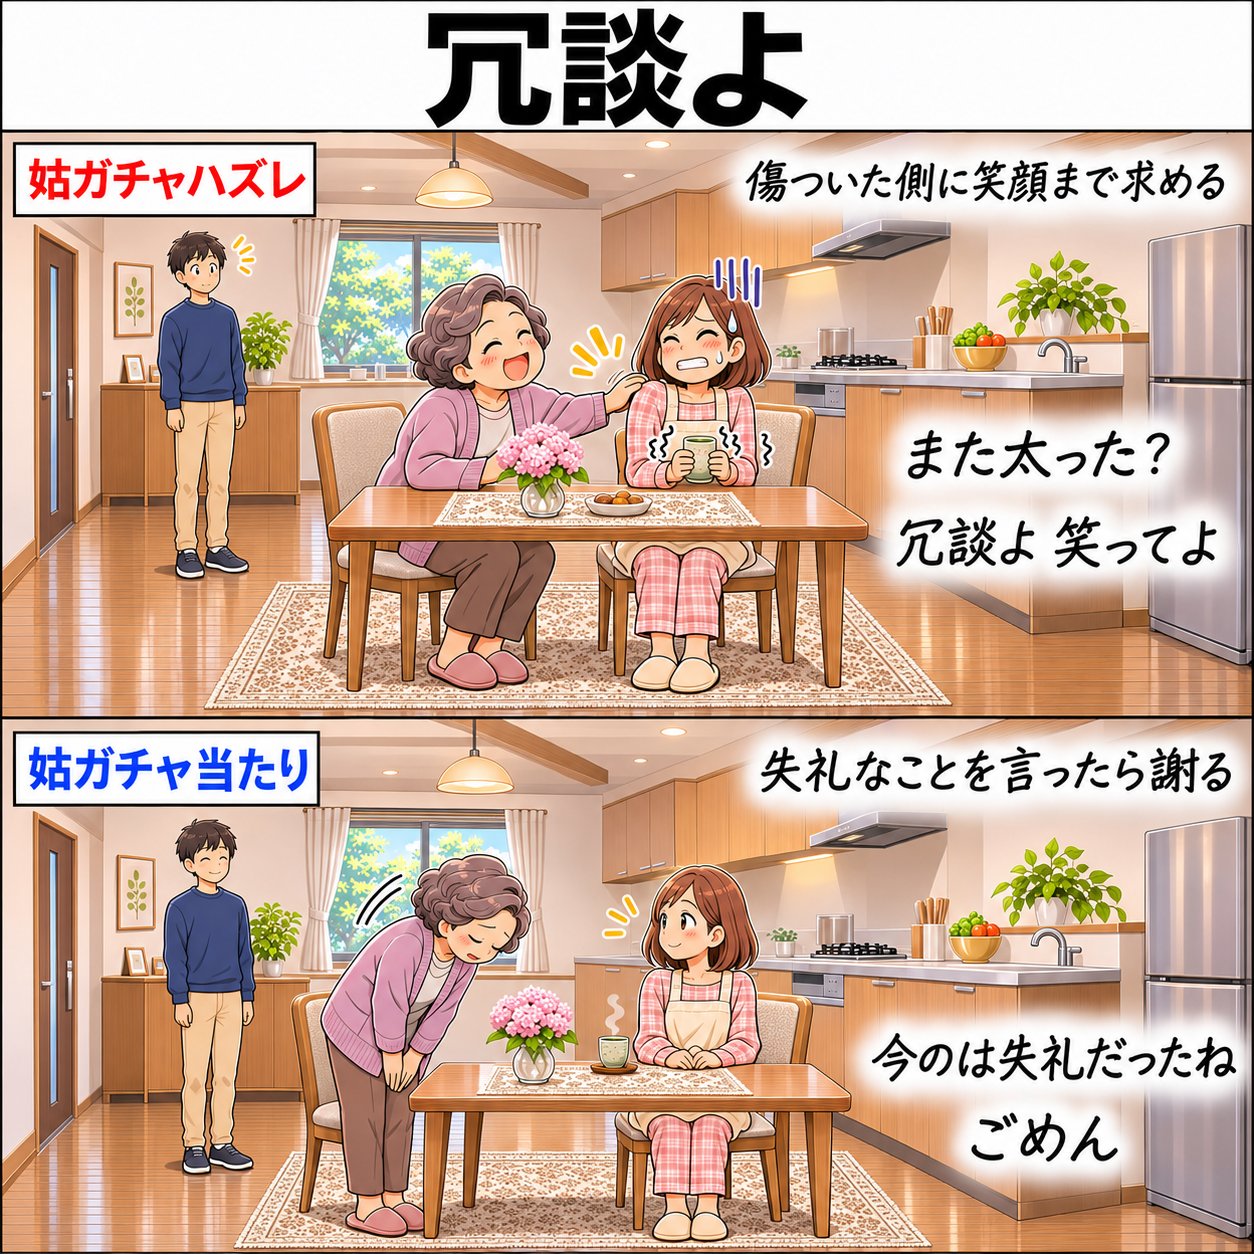 冗談よ
姑ガチャハズレ
傷ついた側に笑顔まで求める
また太った?
冗談よ 笑ってよ
姑ガチャ当たり
失礼なことを言ったら謝る
今のは失礼だったね
ごめん